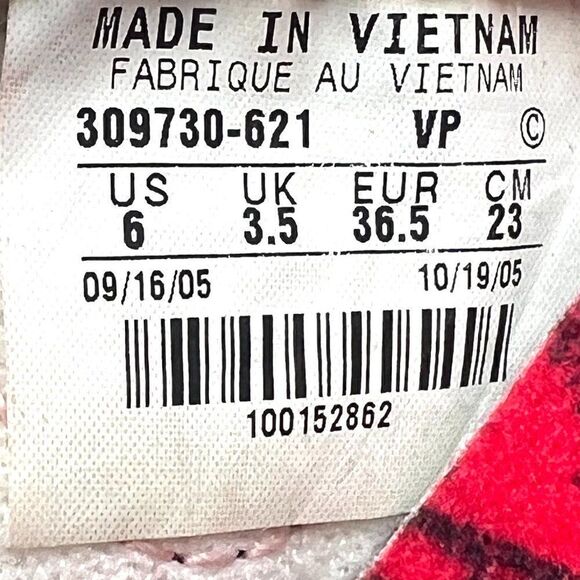 MADE IN VIETNAM
FABRIQUE AU VIETNAM
309730-621 VP ©
US UK EUR CM
6 3.5 36.5 23
09/16/05 10/19/05
100152862